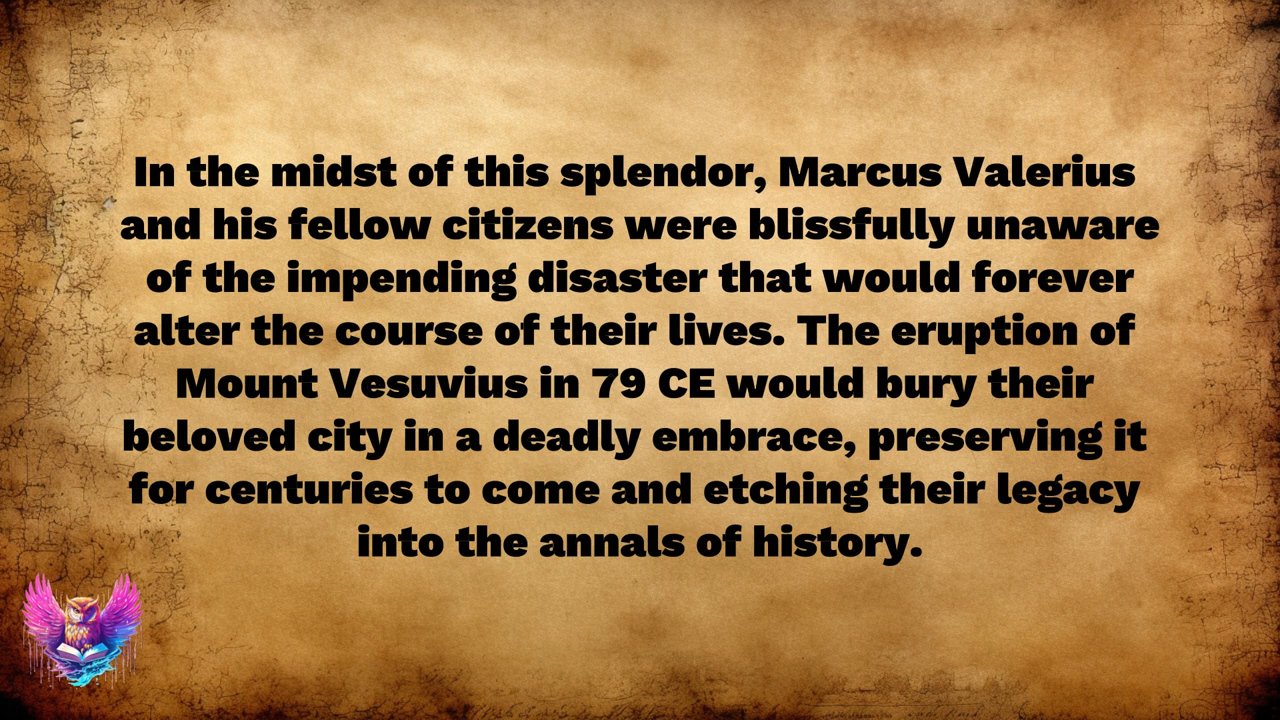 In the midst of this splendor, Marcus Valerius
and his fellow citizens were blissfully unaware
of the impending disaster that would forever
alter the course of their lives. The eruption of
Mount Vesuvius in 79 CE would bury their
beloved city in a deadly embrace, preserving it
for centuries to come and etching their legacy
into the annals of history.